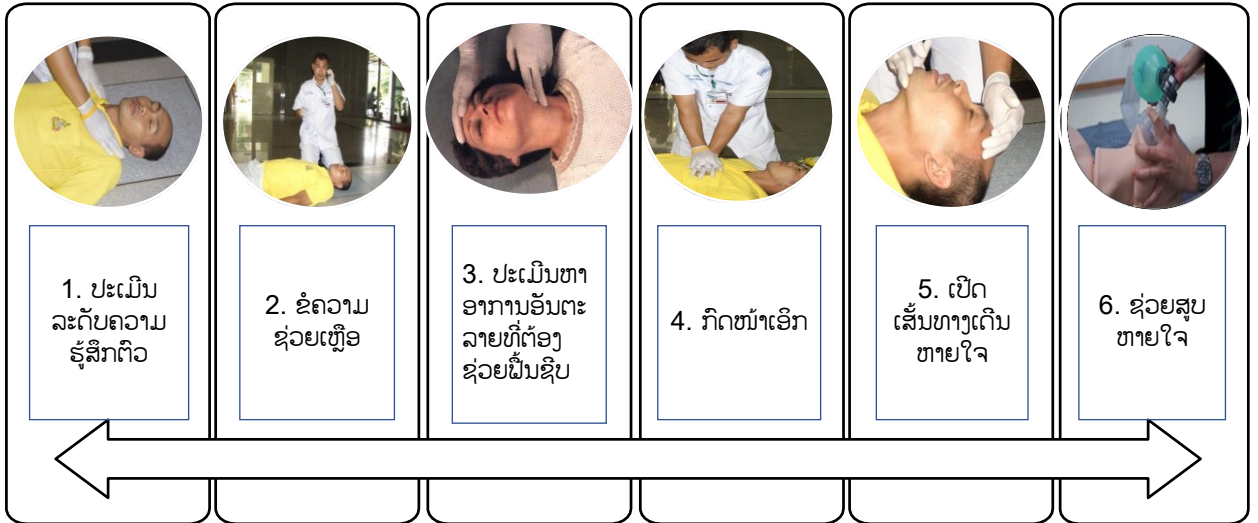 1. ປະເມີນ
ລະດັບຄວາມ
ຮູ້ສຶກຕົວ
2. ຂໍຄວາມ
ຊ່ວຍເຫຼືອ
3. ປະເມີນຫາ
ອາການອັນຕະ
ລາຍທີ່ຕ້ອງ
ຊ່ວຍຟື້ນຊີບ
4. ກົດໜ້າເອິກ
5. ເປີດ
ເສັ້ນທາງເດີນ
ຫາຍໃຈ
6. ຊ່ວຍສູບ
ຫາຍໃຈ